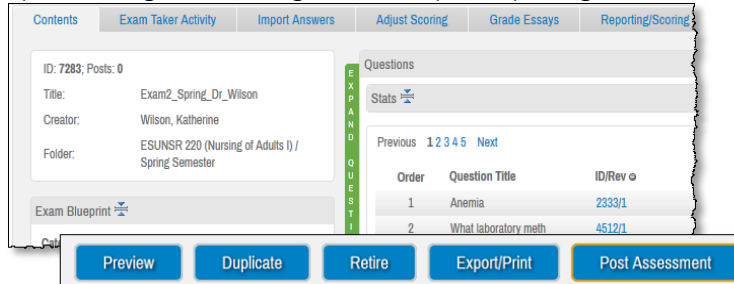 Contents Exam Taker Activity Import Answers Adjust Scoring Grade Essays Reporting/Scoring
ID: 7283; Posts: 0
Title: Exam2_Spring_Dr_Wilson
Creator: Wilson, Katherine
Folder: ESUNSR 220 (Nursing of Adults I) /
Spring Semester
Exam Blueprint
EXPAND QUESTI
Questions
Stats
Previous 1 2 3 4 5 Next
Order Question Title ID/Rev
1 Anemia 2333/1
2 What laboratory meth 4512/1
Preview Duplicate Retire Export/Print Post Assessment